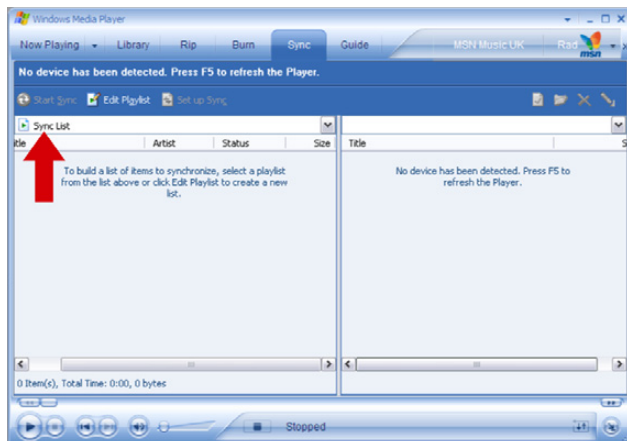 Windows Media Player
Now Playing Library Rip Burn Sync Guide MSN Music UK Rad msn
No device has been detected. Press F5 to refresh the Player.
Start Sync Edit Playlist Set up Sync
Sync List
itle Artist Status Size Title S
To build a list of items to synchronize, select a playlist
from the list above or click Edit Playlist to create a new
list.
No device has been detected. Press F5 to
refresh the Player.
0 Item(s), Total Time: 0:00, 0 bytes
Stopped